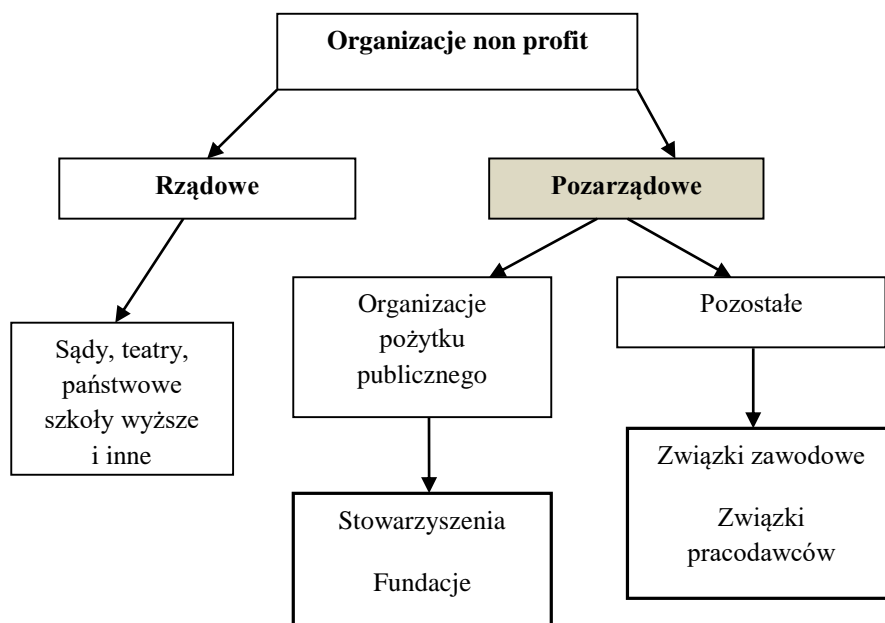 Organizacje non profit
Rządowe
Pozarządowe
Sądy, teatry,
państwowe
szkoły wyższe
i inne
Organizacje
pożytku
publicznego
Pozostałe
Stowarzyszenia
Fundacje
Związki zawodowe
Związki
pracodawców